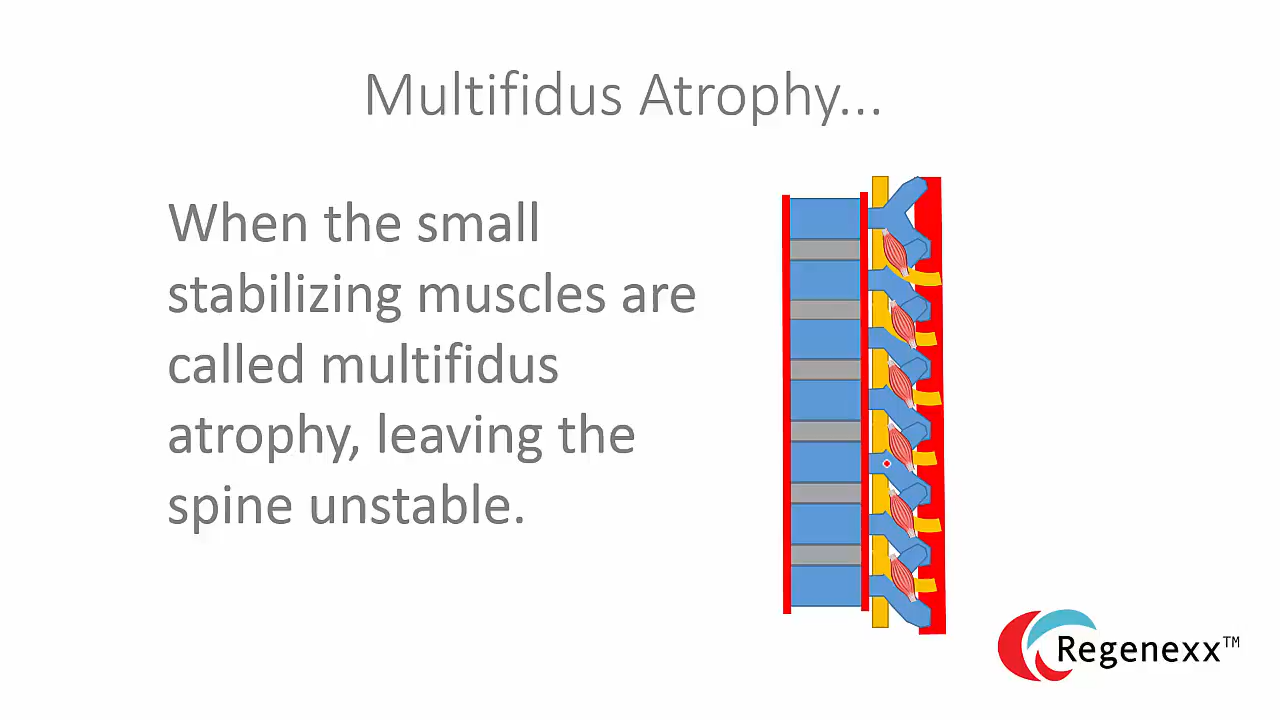 Multifidus Atrophy...
When the small
stabilizing muscles are
called multifidus
atrophy, leaving the
spine unstable.
Regenexx™